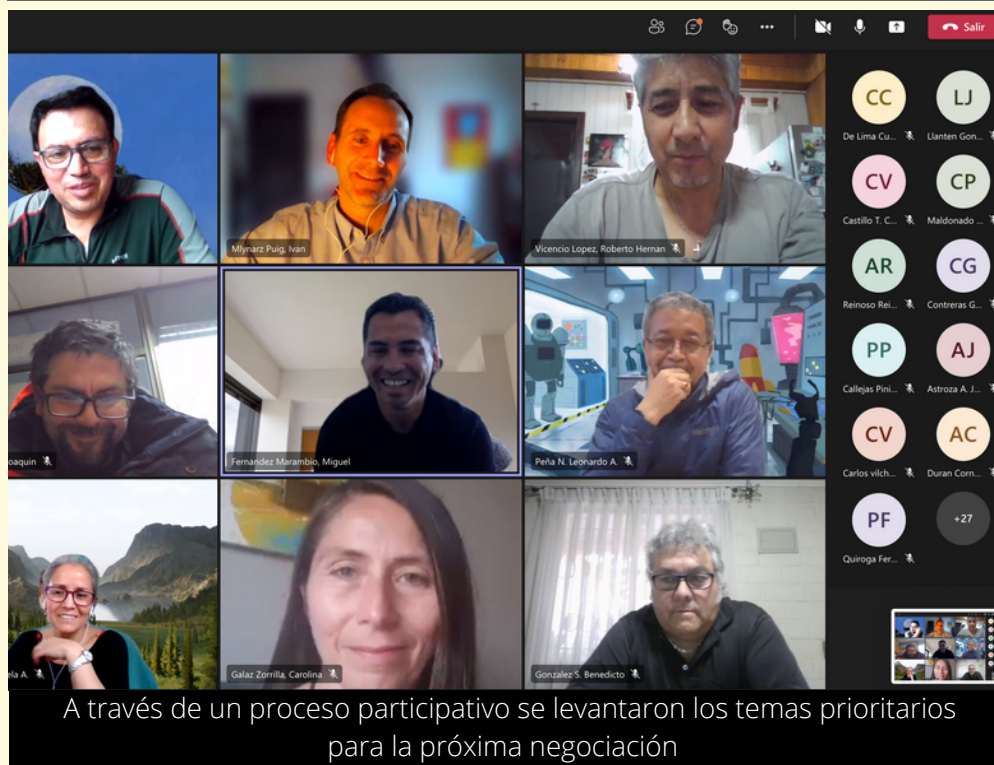 Salir
Mlynarz Puig, Ivan
Vicencio Lopez, Roberto Hernan
oaquin
Fernandez Marambio, Miguel
Peña N. Leonardo A.
ela A.
Galaz Zorrilla, Carolina
Gonzalez S. Benedicto
CC
LJ
De Lima Cu...
Llanten Gon...
CV
CP
Castillo T. C...
Maldonado ...
AR
CG
Reinoso Rei...
Contreras G...
PP
AJ
Callejas Pini...
Astroza A. J...
CV
AC
Carlos vilch...
Duran Corn...
PF
+27
Quiroga Fer...
A través de un proceso participativo se levantaron los temas prioritarios
para la próxima negociación